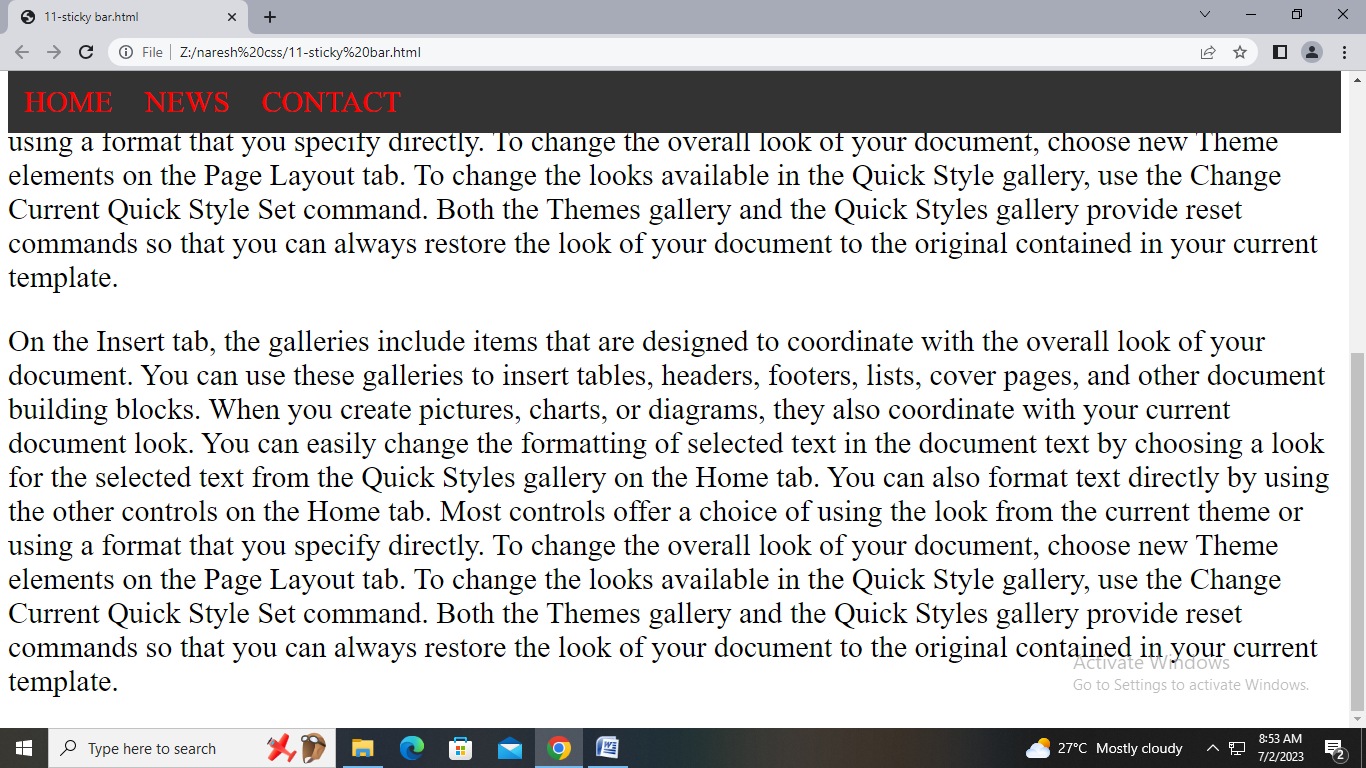 11-sticky bar.html
File Z:/naresh%20css/11-sticky%20bar.html
HOME NEWS CONTACT
using a format that you specify directly. To change the overall look of your document, choose new Theme
elements on the Page Layout tab. To change the looks available in the Quick Style gallery, use the Change
Current Quick Style Set command. Both the Themes gallery and the Quick Styles gallery provide reset
commands so that you can always restore the look of your document to the original contained in your current
template.
On the Insert tab, the galleries include items that are designed to coordinate with the overall look of your
document. You can use these galleries to insert tables, headers, footers, lists, cover pages, and other document
building blocks. When you create pictures, charts, or diagrams, they also coordinate with your current
document look. You can easily change the formatting of selected text in the document text by choosing a look
for the selected text from the Quick Styles gallery on the Home tab. You can also format text directly by using
the other controls on the Home tab. Most controls offer a choice of using the look from the current theme or
using a format that you specify directly. To change the overall look of your document, choose new Theme
elements on the Page Layout tab. To change the looks available in the Quick Style gallery, use the Change
Current Quick Style Set command. Both the Themes gallery and the Quick Styles gallery provide reset
commands so that you can always restore the look of your document to the original contained in your current
template.
Activate Windows
Go to Settings to activate Windows.
Type here to search
27°C Mostly cloudy
8:53 AM
7/2/2023
2